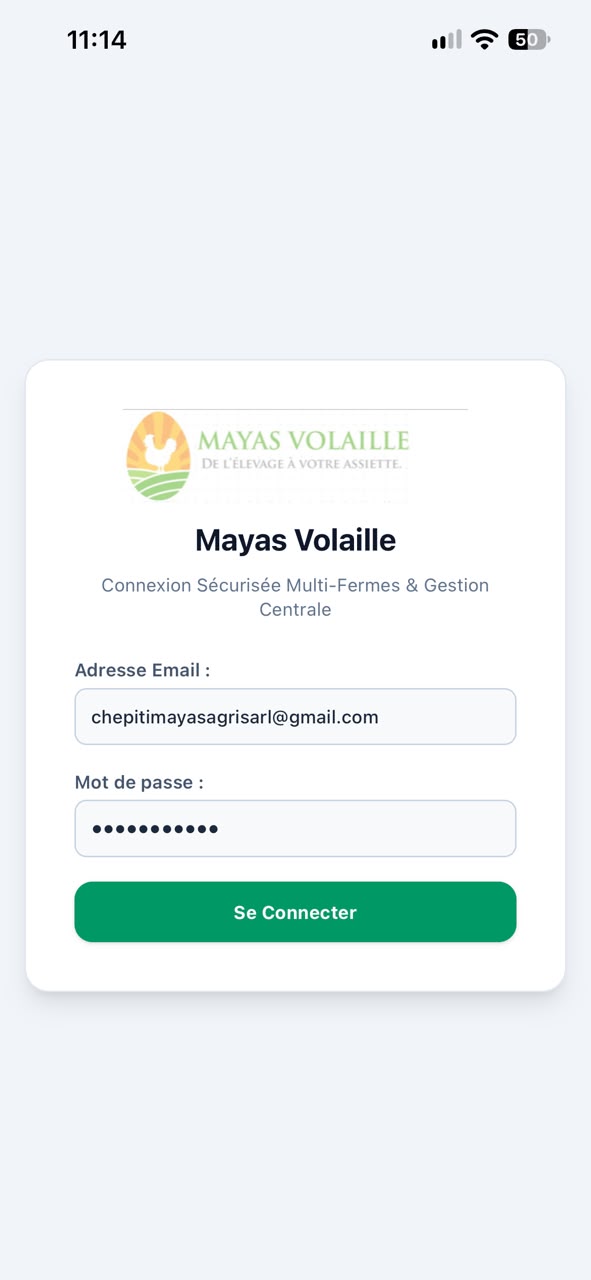 11:14
50
MAYAS VOLAILLE
DE L'ÉLEVAGE À VOTRE ASSIETTE.
Mayas Volaille
Connexion Sécurisée Multi-Fermes & Gestion
Centrale
Adresse Email :
chepitimayasagrisarl@gmail.com
Mot de passe :
•••••••••••
Se Connecter